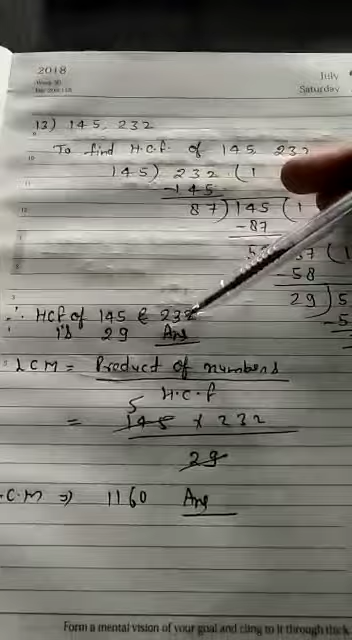 2018
July
Saturday
13) 145, 232
To find H.C.F of 145, 232
145) 232 (1
-145
87) 145 (1
-87
58) 87 (1
-58
29) 5
-5
∴ HCF of 145 & 232
is 29 Ans
LCM = Product of numbers
H.C.F
5
= 145 × 232
29
.C.M ⇒ 1160 Ans
Form a mental vision of your goal and cling to it through thick